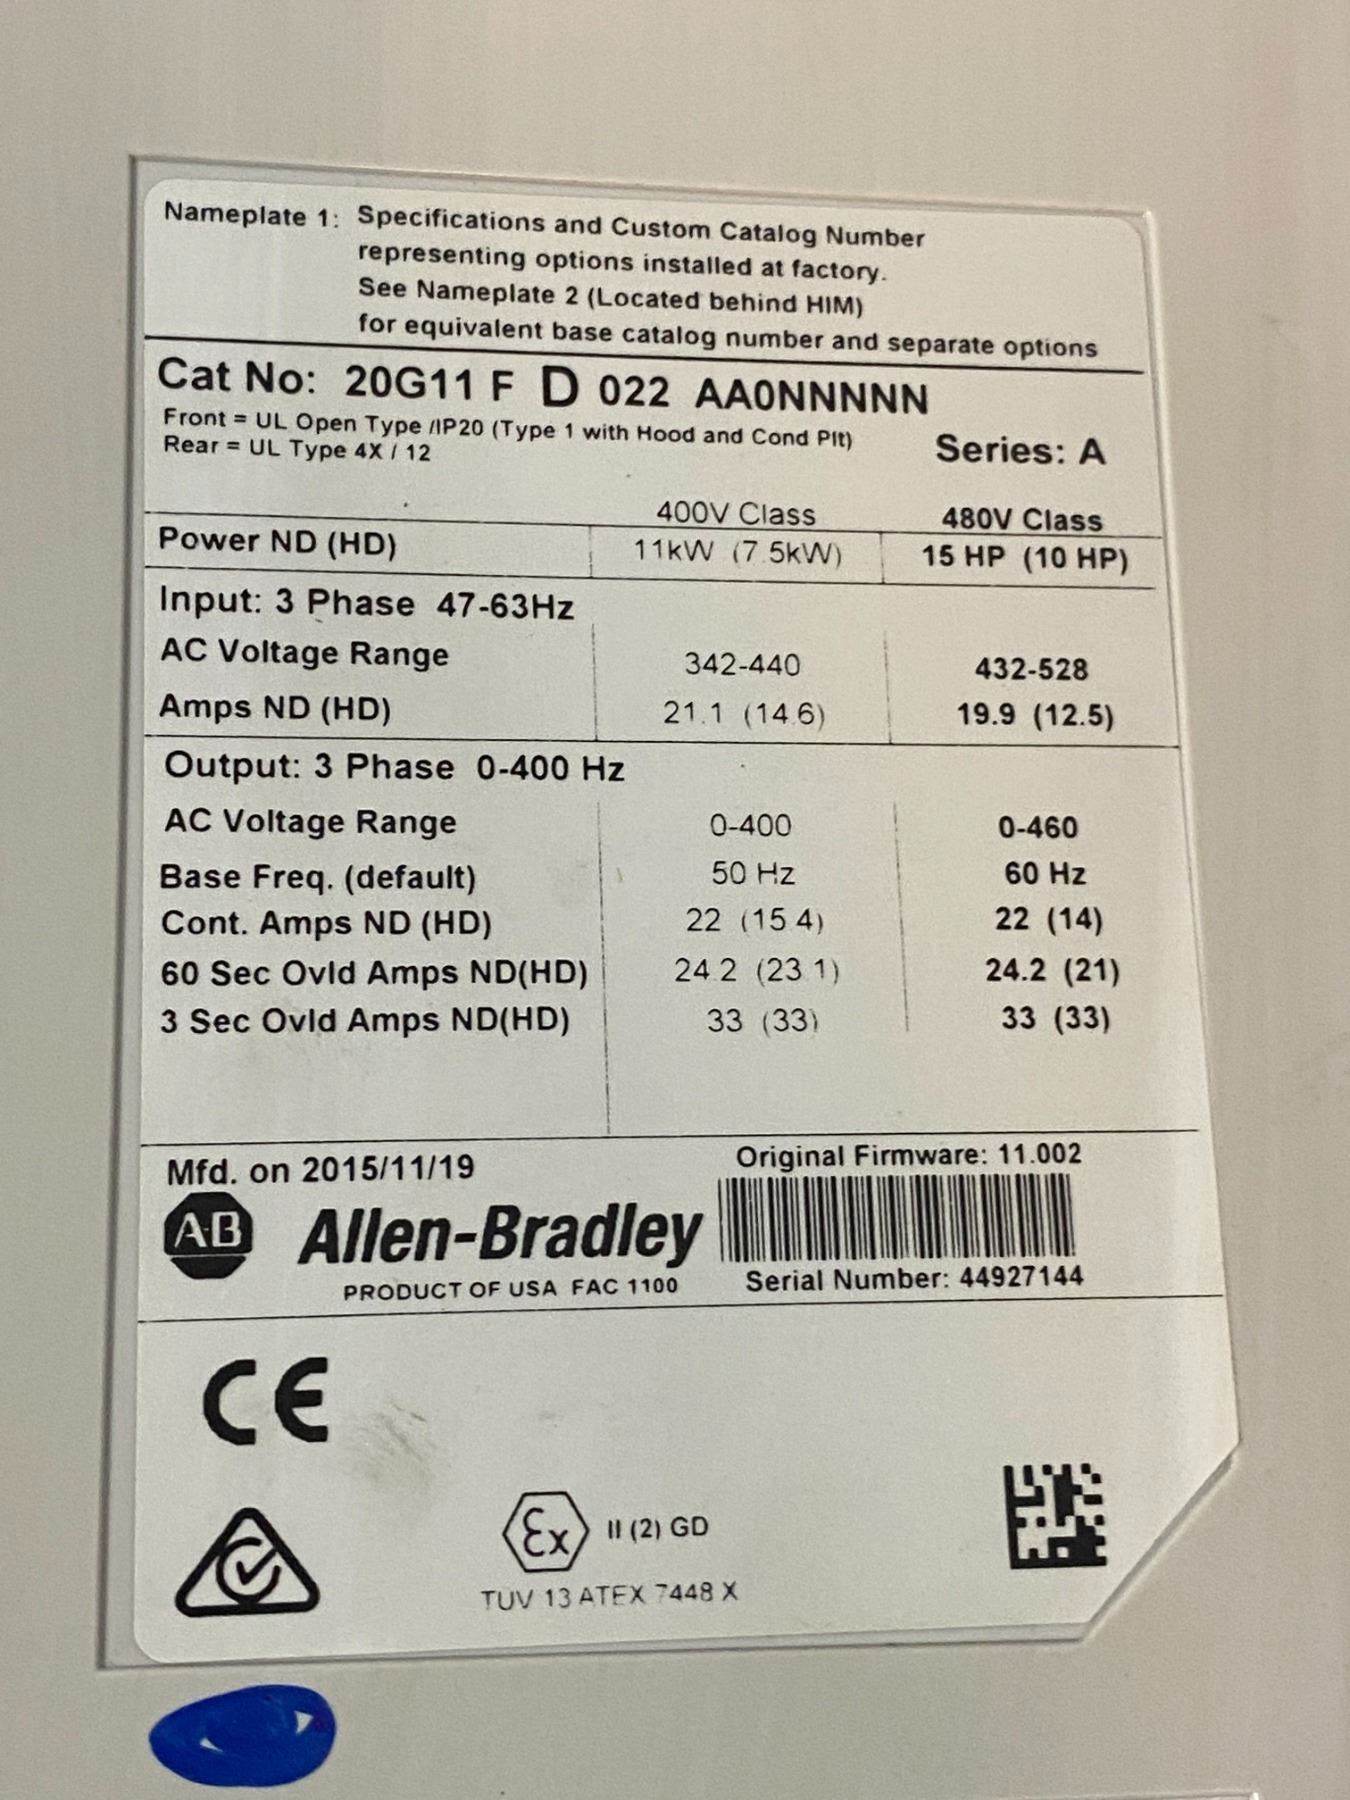 Nameplate 1: Specifications and Custom Catalog Number
representing options installed at factory.
See Nameplate 2 (Located behind HIM)
for equivalent base catalog number and separate options
Cat No: 20G11 F D 022 AA0NNNNN
Front = UL Open Type /IP20 (Type 1 with Hood and Cond Plt)
Rear = UL Type 4X / 12
Series: A
400V Class 480V Class
Power ND (HD) 11kW (7.5kW) 15 HP (10 HP)
Input: 3 Phase 47-63Hz
AC Voltage Range 342-440 432-528
Amps ND (HD) 21.1 (14.6) 19.9 (12.5)
Output: 3 Phase 0-400 Hz
AC Voltage Range 0-400 0-460
Base Freq. (default) 50 Hz 60 Hz
Cont. Amps ND (HD) 22 (15.4) 22 (14)
60 Sec Ovld Amps ND(HD) 24.2 (23.1) 24.2 (21)
3 Sec Ovld Amps ND(HD) 33 (33) 33 (33)
Mfd. on 2015/11/19 Original Firmware: 11.002
A-B Allen-Bradley
PRODUCT OF USA FAC 1100 Serial Number: 44927144
CE
Ex II (2) GD
TUV 13 ATEX 7448 X